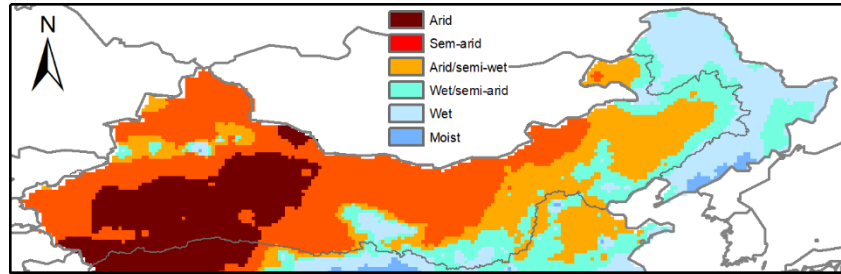 N
Arid
Sem-arid
Arid/semi-wet
Wet/semi-arid
Wet
Moist